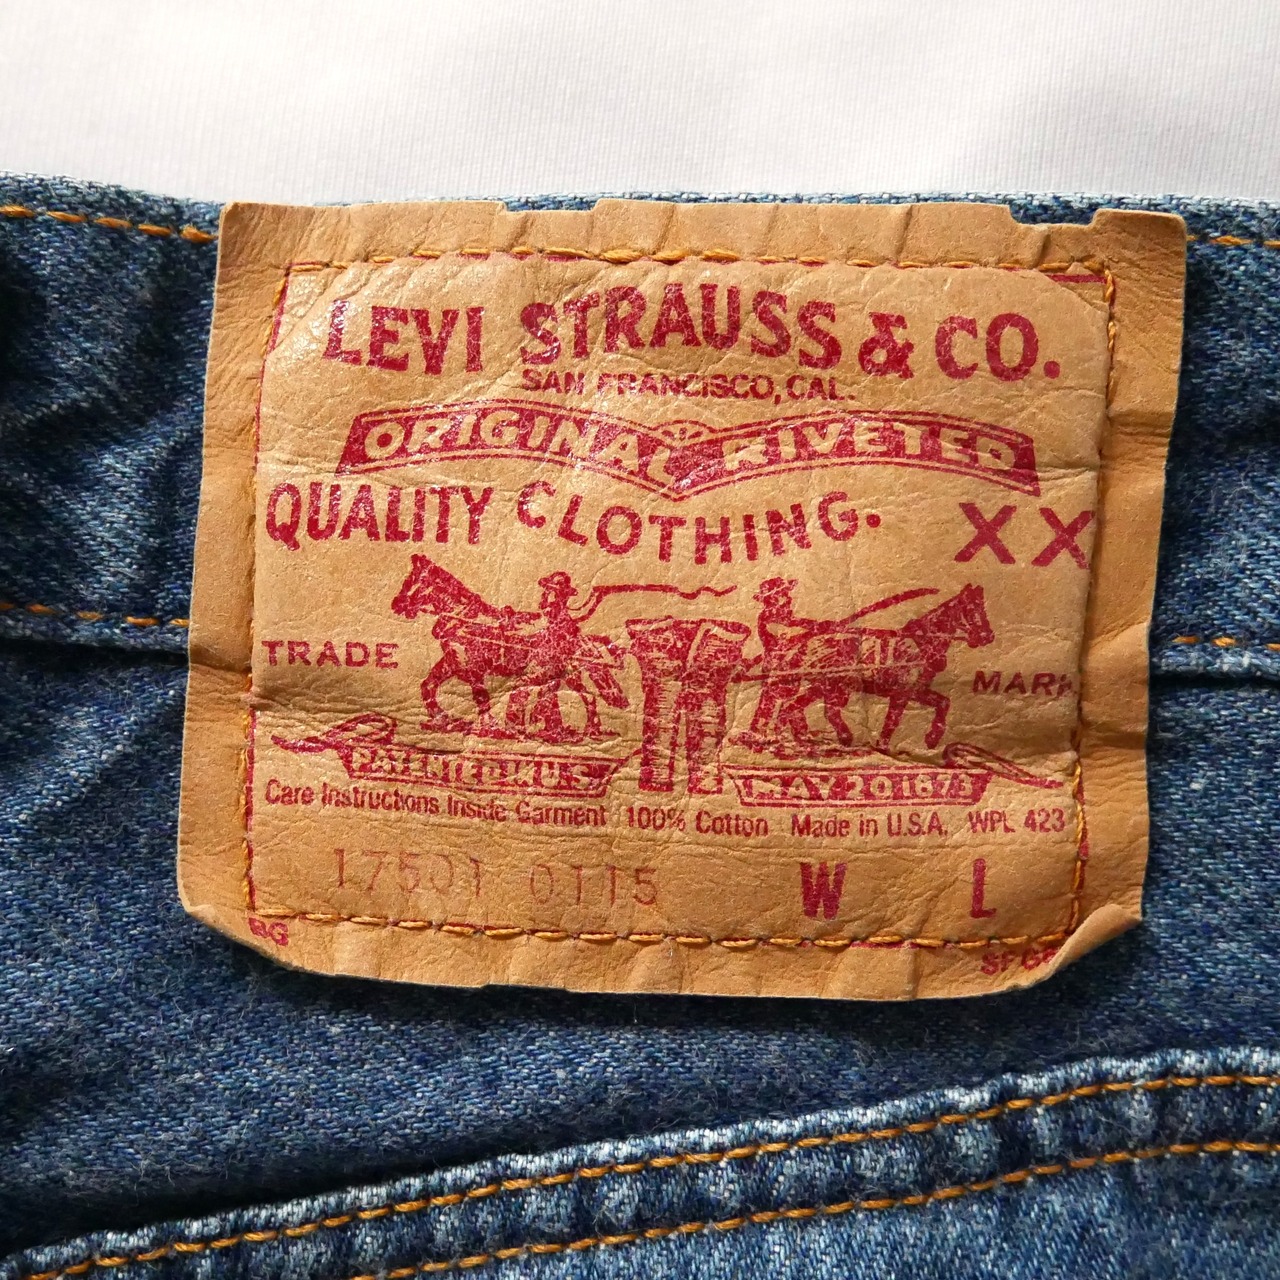 LEVI STRAUSS & CO.
SAN FRANCISCO, CAL.
ORIGINAL RIVETED
QUALITY CLOTHING. XX
TRADE MARK
PATENTED IN U.S. MAY 20 1873
Care Instructions Inside Garment 100% Cotton Made in U.S.A. WPL 423
17501 0115 W L